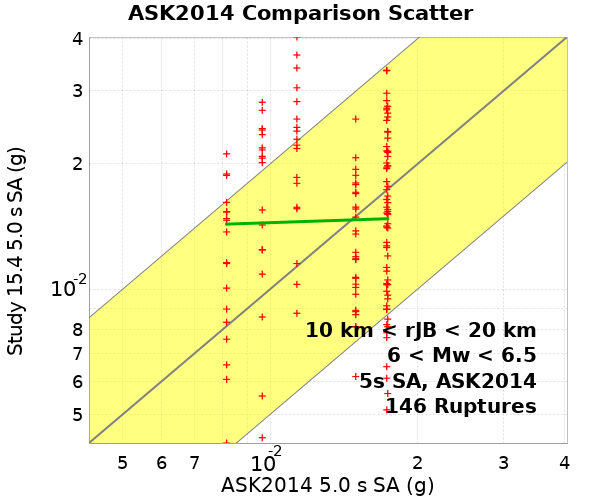 ASK2014 Comparison Scatter
4
3
2
10-2
8
7
6
5
Study 15.4 5.0 s SA (g)
10 km < rJB < 20 km
6 < Mw < 6.5
5s SA, ASK2014
146 Ruptures
5 6 7 10-2 2 3 4
ASK2014 5.0 s SA (g)